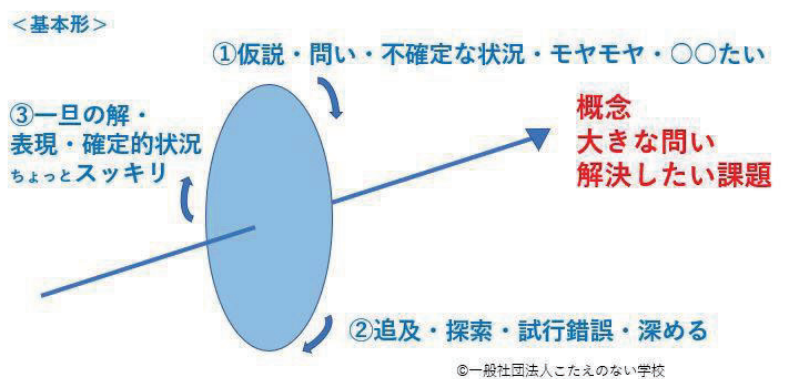 ＜基本形＞
①仮説・問い・不確定な状況・モヤモヤ・〇〇たい
③一旦の解・
表現・確定的状況
ちょっとスッキリ
概念
大きな問い
解決したい課題
②追及・探索・試行錯誤・深める
©一般社団法人こたえのない学校